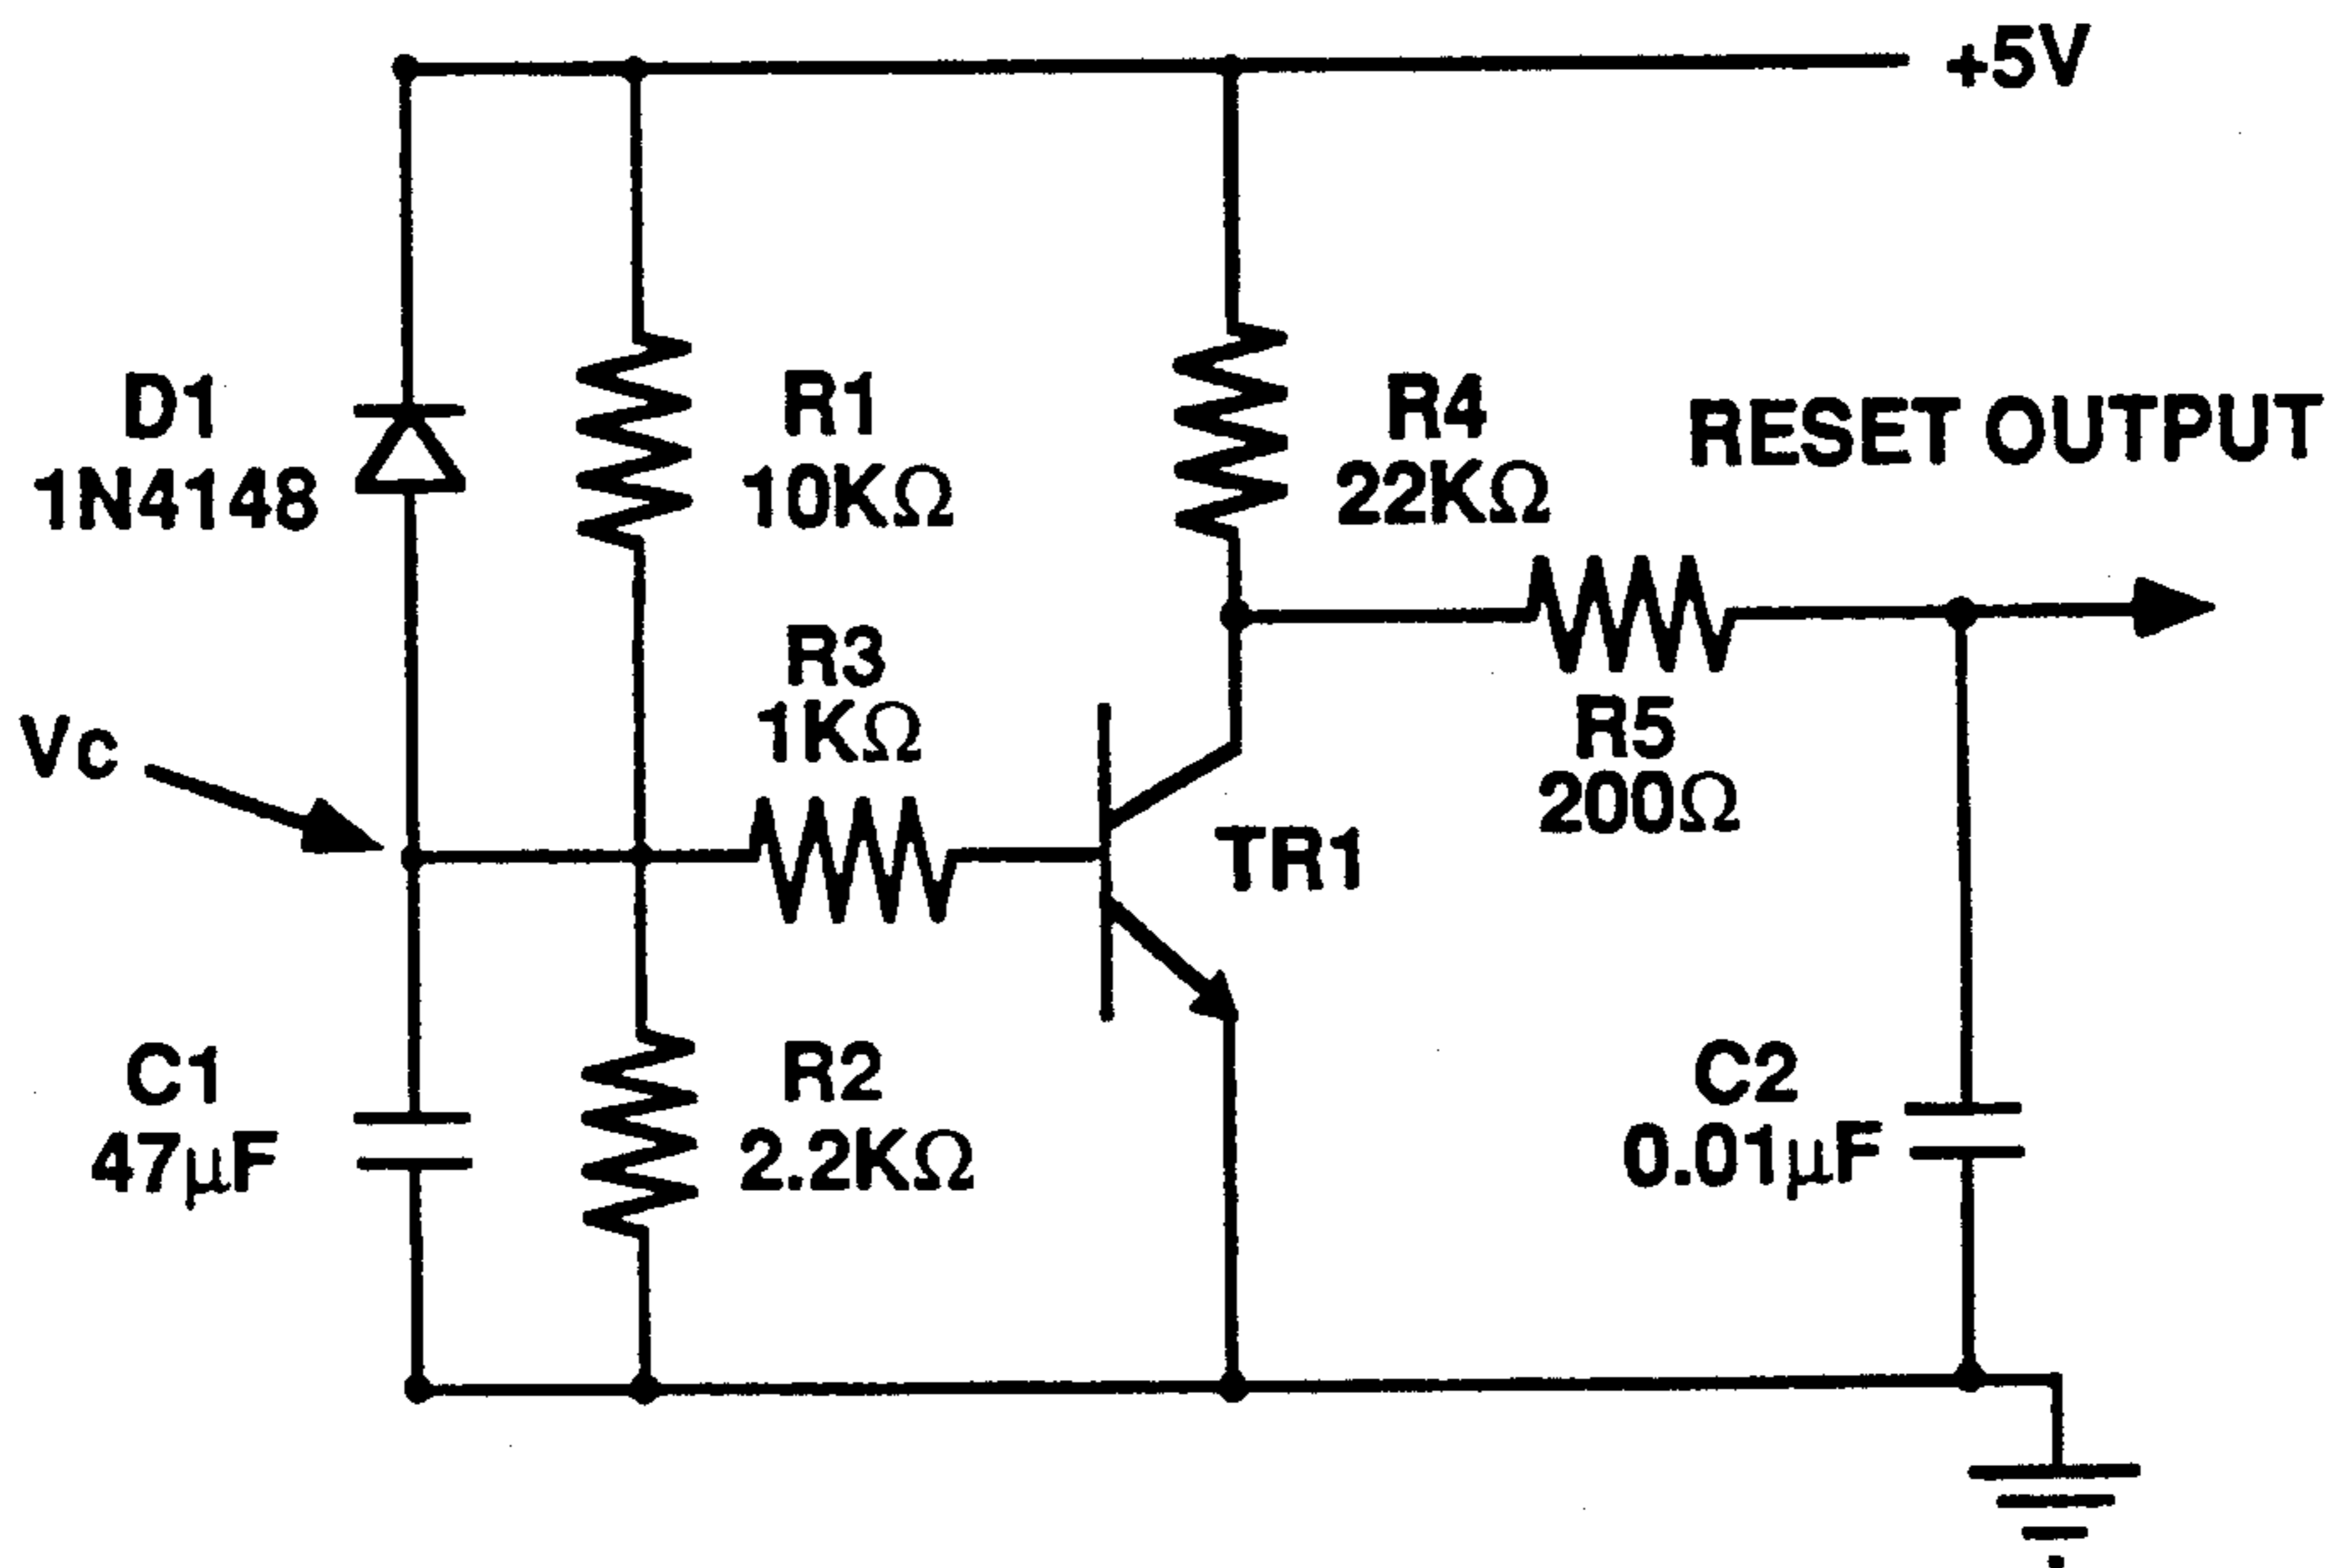 +5V
D1
1N4148
R1
10KΩ
R4
22KΩ
RESET OUTPUT
R3
1KΩ
R5
200Ω
Vc
TR1
C1
47μF
R2
2.2KΩ
C2
0.01μF